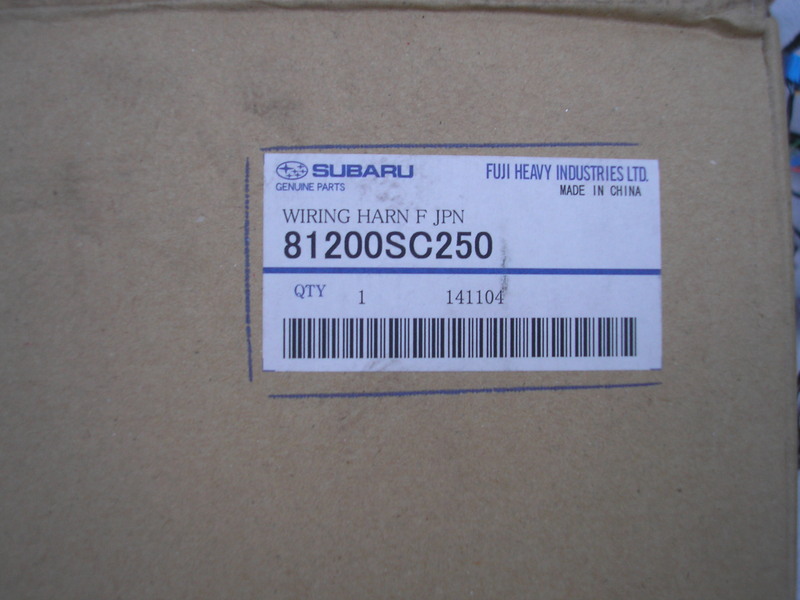 SUBARU FUJI HEAVY INDUSTRIES LTD.
GENUINE PARTS MADE IN CHINA
WIRING HARN F JPN
81200SC250
QTY 1 141104